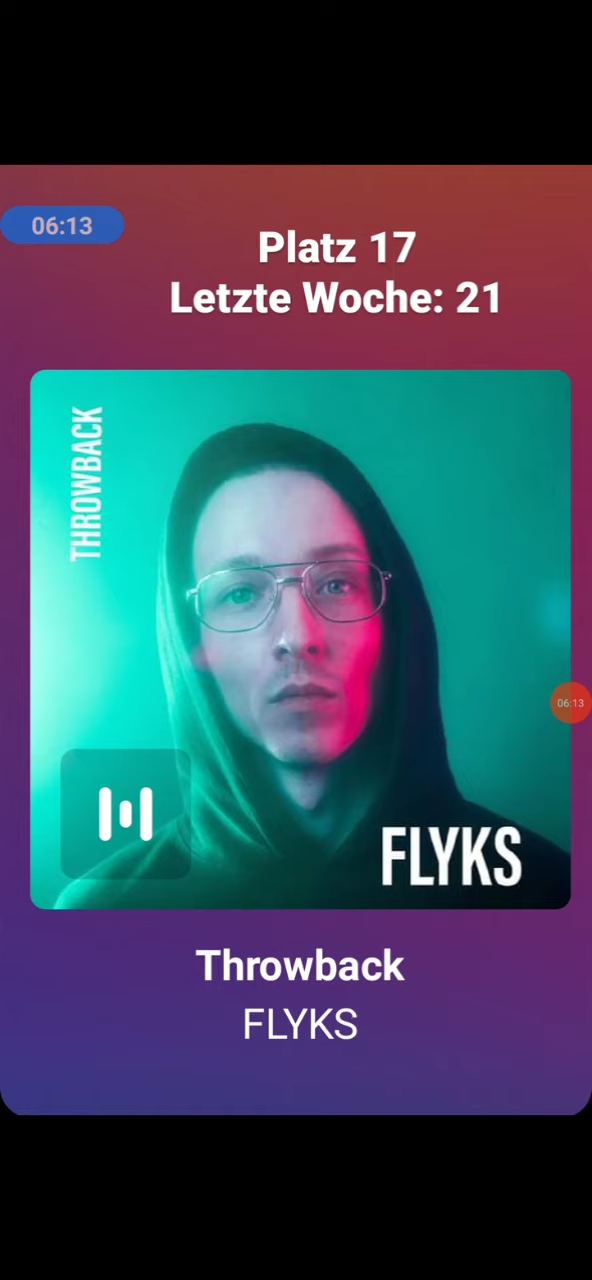 06:13
Platz 17
Letzte Woche: 21
THROWBACK
06:13
FLYKS
Throwback
FLYKS